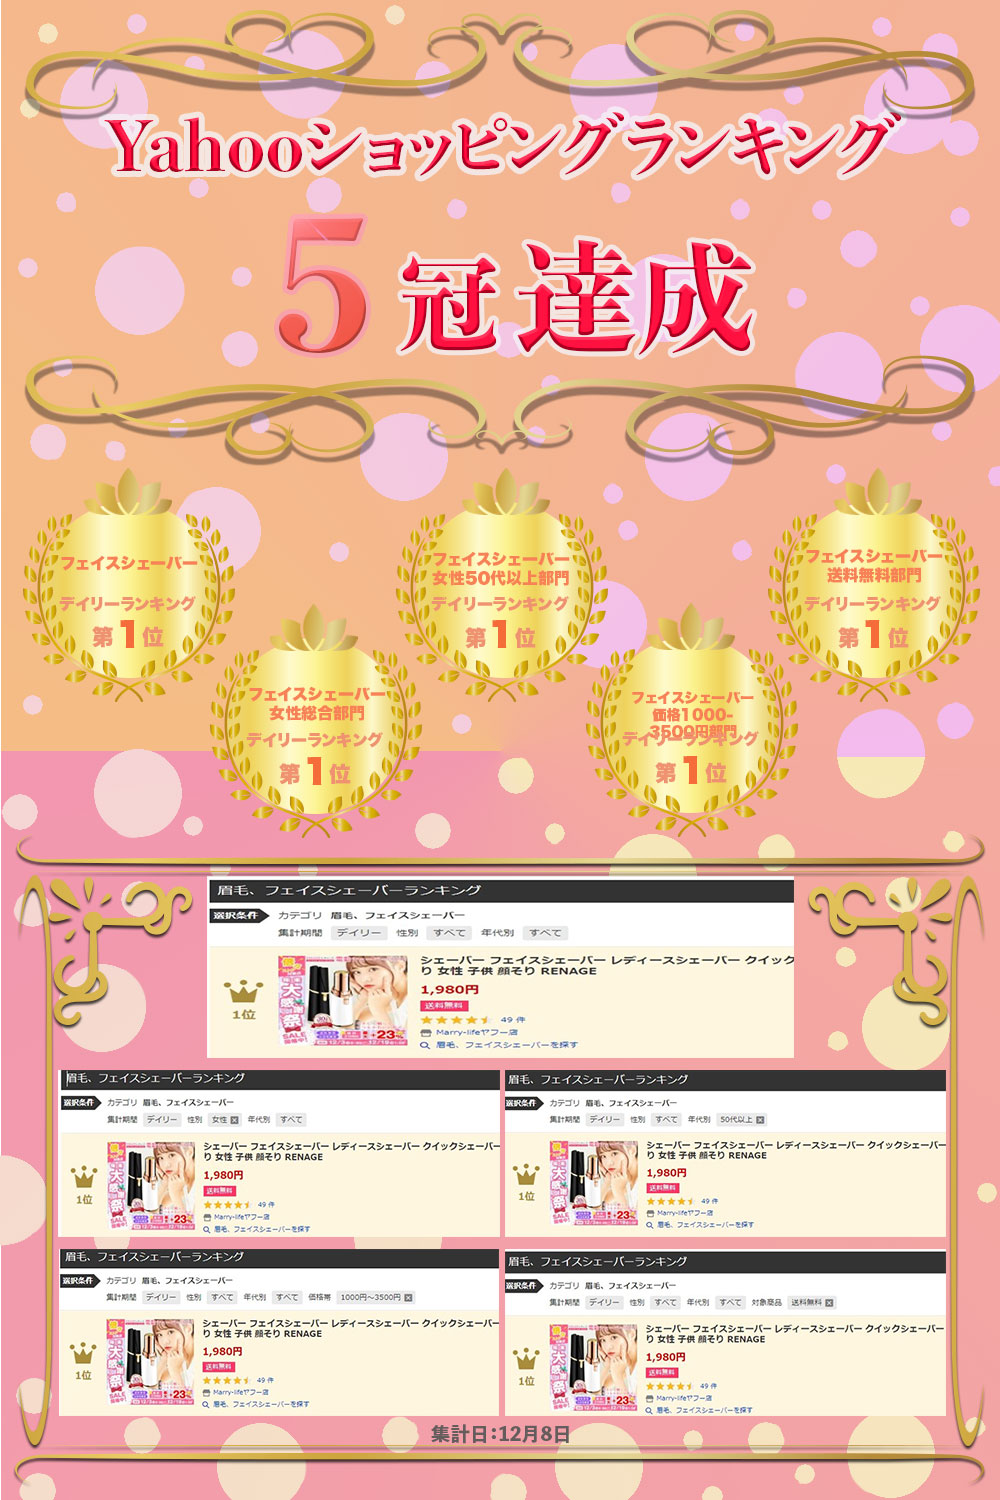 Yahooショッピングランキング
5冠達成
フェイスシェーバー
デイリーランキング
第1位
フェイスシェーバー
女性50代以上部門
デイリーランキング
第1位
フェイスシェーバー
送料無料部門
デイリーランキング
第1位
フェイスシェーバー
女性総合部門
デイリーランキング
第1位
フェイスシェーバー
価格1000-
3500円部門
デイリーランキング
第1位
眉毛、フェイスシェーバーランキング
選択条件 カテゴリ 眉毛、フェイスシェーバー
集計期間 デイリー 性別 すべて 年代別 すべて
1位
シェーバー フェイスシェーバー レディースシェーバー クイック
り 女性 子供 顔そり RENAGE
1,980円
送料無料
49 件
Marry-lifeヤフー店
眉毛、フェイスシェーバーを探す
大感謝祭
SALE
+23
眉毛、フェイスシェーバーランキング
選択条件 カテゴリ 眉毛、フェイスシェーバー
集計期間 デイリー 性別 女性 × 年代別 すべて
1位
シェーバー フェイスシェーバー レディースシェーバー クイックシェーバー
り 女性 子供 顔そり RENAGE
1,980円
送料無料
49 件
Marry-lifeヤフー店
眉毛、フェイスシェーバーを探す
大感謝祭
SALE
+23
眉毛、フェイスシェーバーランキング
選択条件 カテゴリ 眉毛、フェイスシェーバー
集計期間 デイリー 性別 すべて 年代別 50代以上 ×
1位
シェーバー フェイスシェーバー レディースシェーバー クイックシェーバー
り 女性 子供 顔そり RENAGE
1,980円
送料無料
49 件
Marry-lifeヤフー店
眉毛、フェイスシェーバーを探す
大感謝祭
SALE
+23
眉毛、フェイスシェーバーランキング
選択条件 カテゴリ 眉毛、フェイスシェーバー
集計期間 デイリー 性別 すべて 年代別 すべて 価格帯 1000円～3500円 ×
1位
シェーバー フェイスシェーバー レディースシェーバー クイックシェーバー
り 女性 子供 顔そり RENAGE
1,980円
送料無料
49 件
Marry-lifeヤフー店
眉毛、フェイスシェーバーを探す
大感謝祭
SALE
+23
眉毛、フェイスシェーバーランキング
選択条件 カテゴリ 眉毛、フェイスシェーバー
集計期間 デイリー 性別 すべて 年代別 すべて 対象商品 送料無料 ×
1位
シェーバー フェイスシェーバー レディースシェーバー クイックシェーバー
り 女性 子供 顔そり RENAGE
1,980円
送料無料
49 件
Marry-lifeヤフー店
眉毛、フェイスシェーバーを探す
大感謝祭
SALE
+23
集計日:12月8日